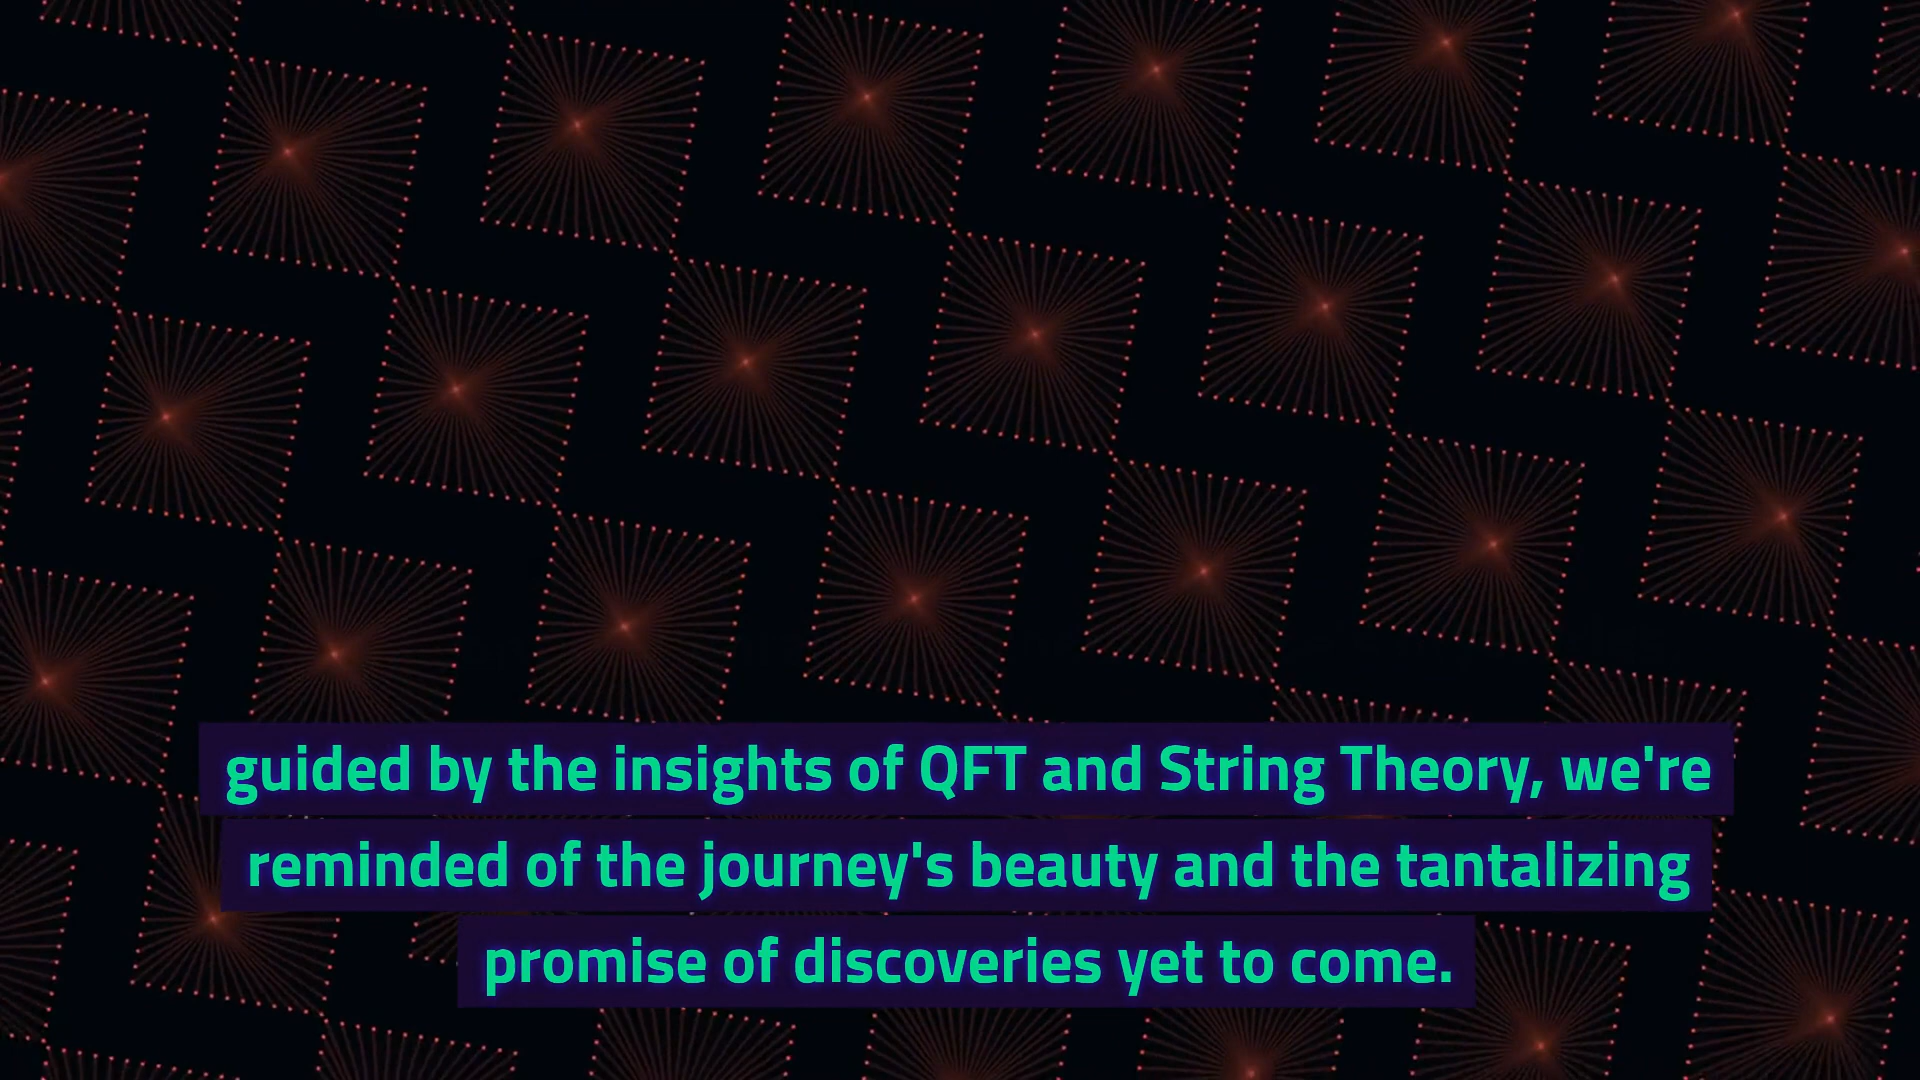 guided by the insights of QFT and String Theory, we're
reminded of the journey's beauty and the tantalizing
promise of discoveries yet to come.